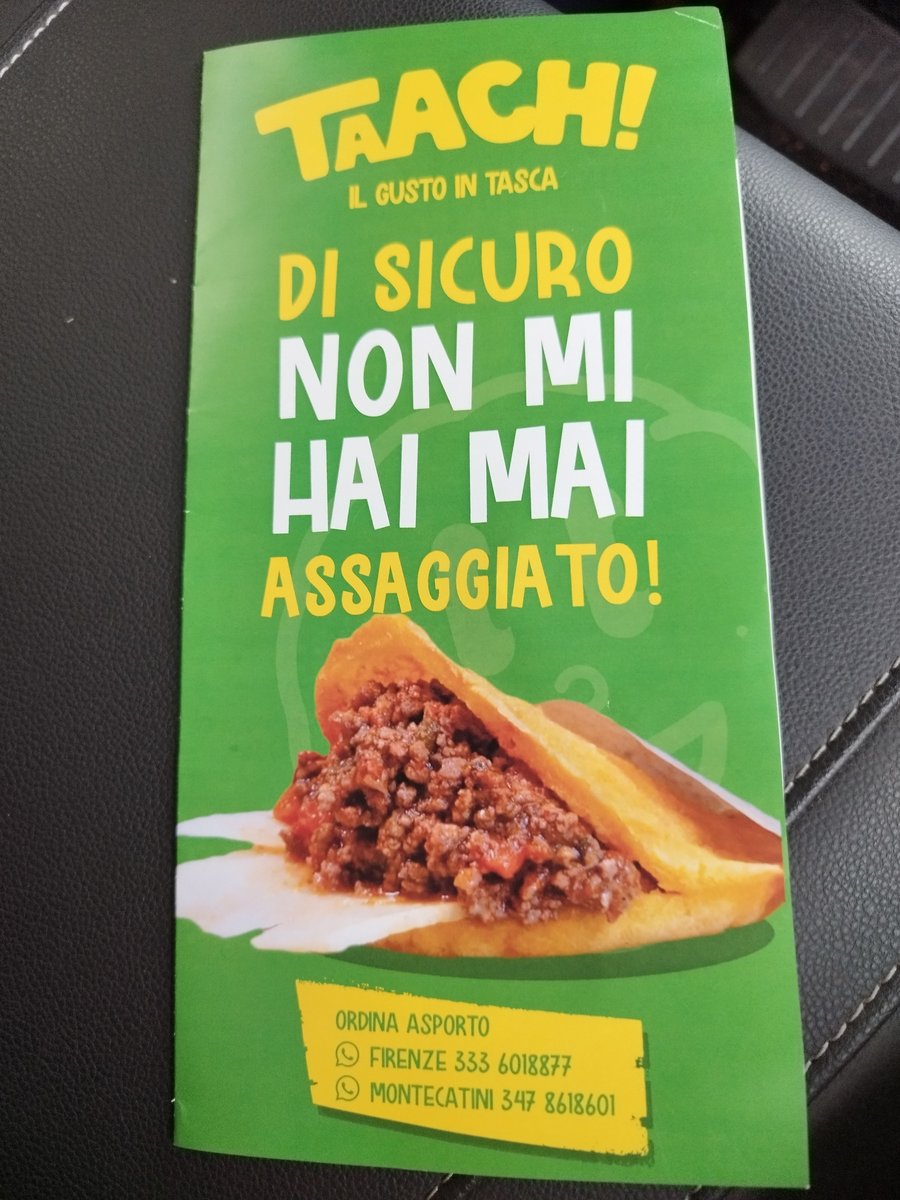 TAACH!
IL GUSTO IN TASCA
DI SICURO
NON MI
HAI MAI
ASSAGGIATO!
ORDINA ASPORTO
FIRENZE 333 6018877
MONTECATINI 347 8618601